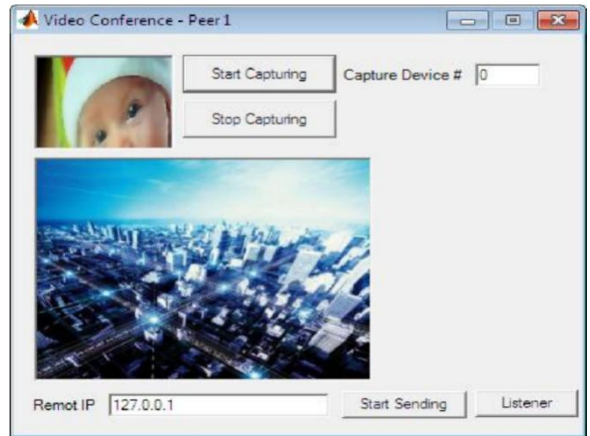 Video Conference - Peer 1
Start Capturing
Capture Device #
0
Stop Capturing
Remot IP
127.0.0.1
Start Sending
Listener